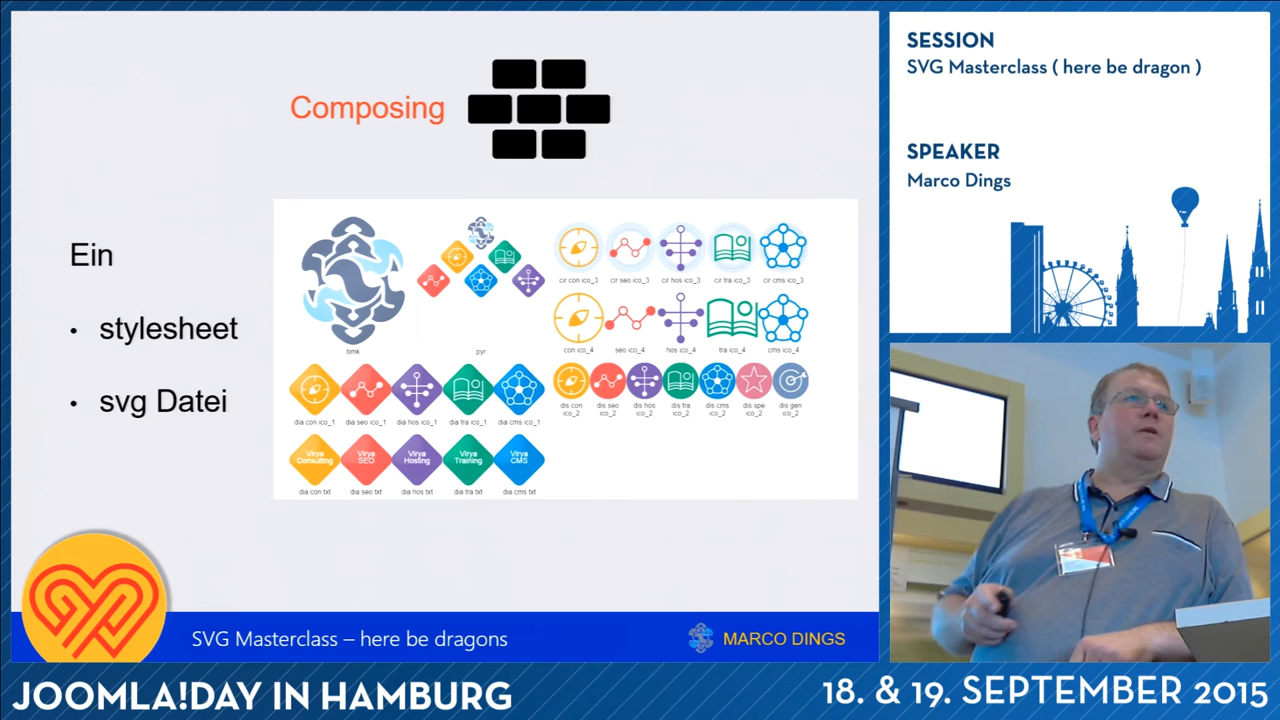 Composing
Ein
• stylesheet
• svg Datei
bmk
pyr
cir con ico_3
cir seo ico_3
cir hos ico_3
cir tra ico_3
cir cms ico_3
con ico_4
seo ico_4
hos ico_4
tra ico_4
cms ico_4
dia con ico_1
dia seo ico_1
dia hos ico_1
dia tra ico_1
dia cms ico_1
dis con
ico_2
dis seo
ico_2
dis hos
ico_2
dis tra
ico_2
dis cms
ico_2
dis spe
ico_2
dis gen
ico_2
Virya
Consulting
Virya
SEO
Virya
Hosting
Virya
Training
Virya
CMS
dia con txt
dia seo txt
dia hos txt
dia tra txt
dia cms txt
SVG Masterclass – here be dragons
MARCO DINGS
SESSION
SVG Masterclass ( here be dragon )
SPEAKER
Marco Dings
JOOMLA!DAY IN HAMBURG
18. & 19. SEPTEMBER 2015